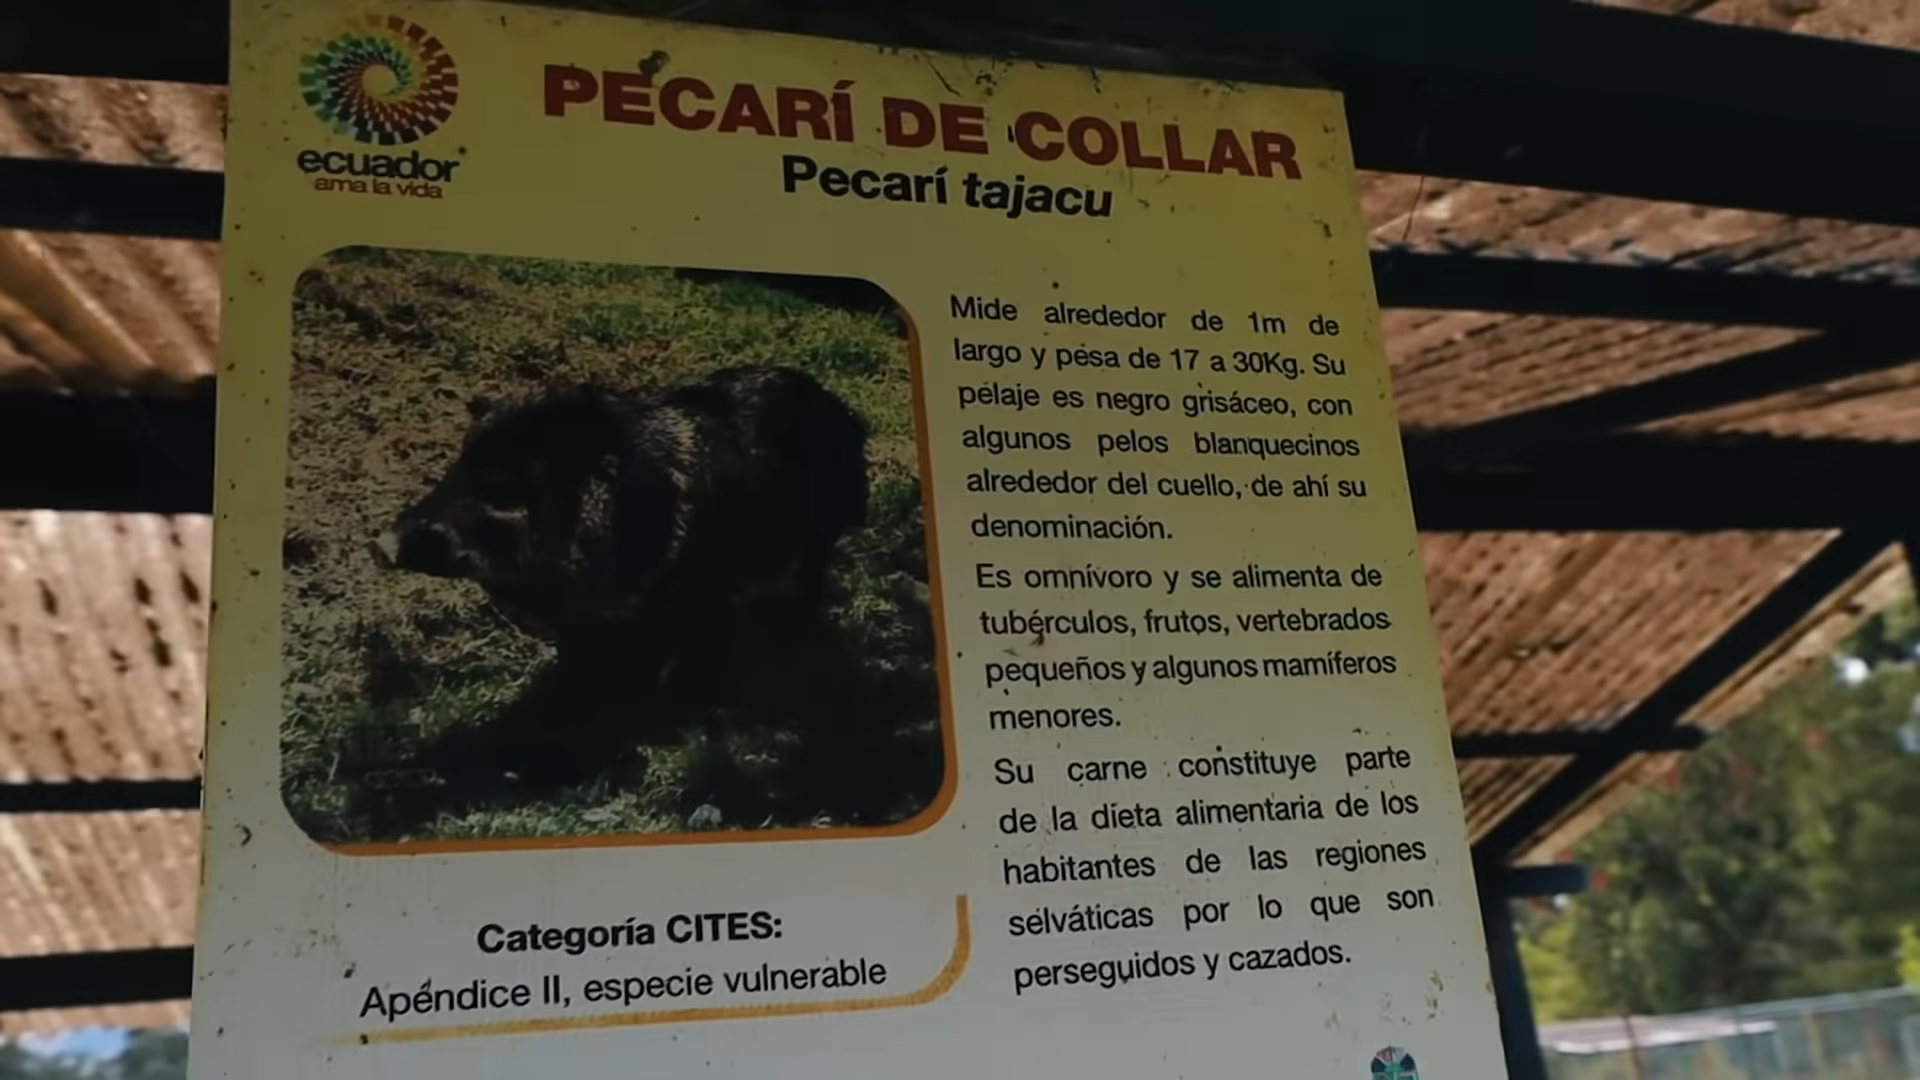 ecuador
ama la vida
PECARÍ DE COLLAR
Pecarí tajacu
Mide alrededor de 1m de
largo y pesa de 17 a 30Kg. Su
pelaje es negro grisáceo, con
algunos pelos blanquecinos
alrededor del cuello, de ahí su
denominación.
Es omnívoro y se alimenta de
tubérculos, frutos, vertebrados
pequeños y algunos mamíferos
menores.
Su carne constituye parte
de la dieta alimentaria de los
habitantes de las regiones
selváticas por lo que son
perseguidos y cazados.
Categoría CITES:
Apéndice II, especie vulnerable